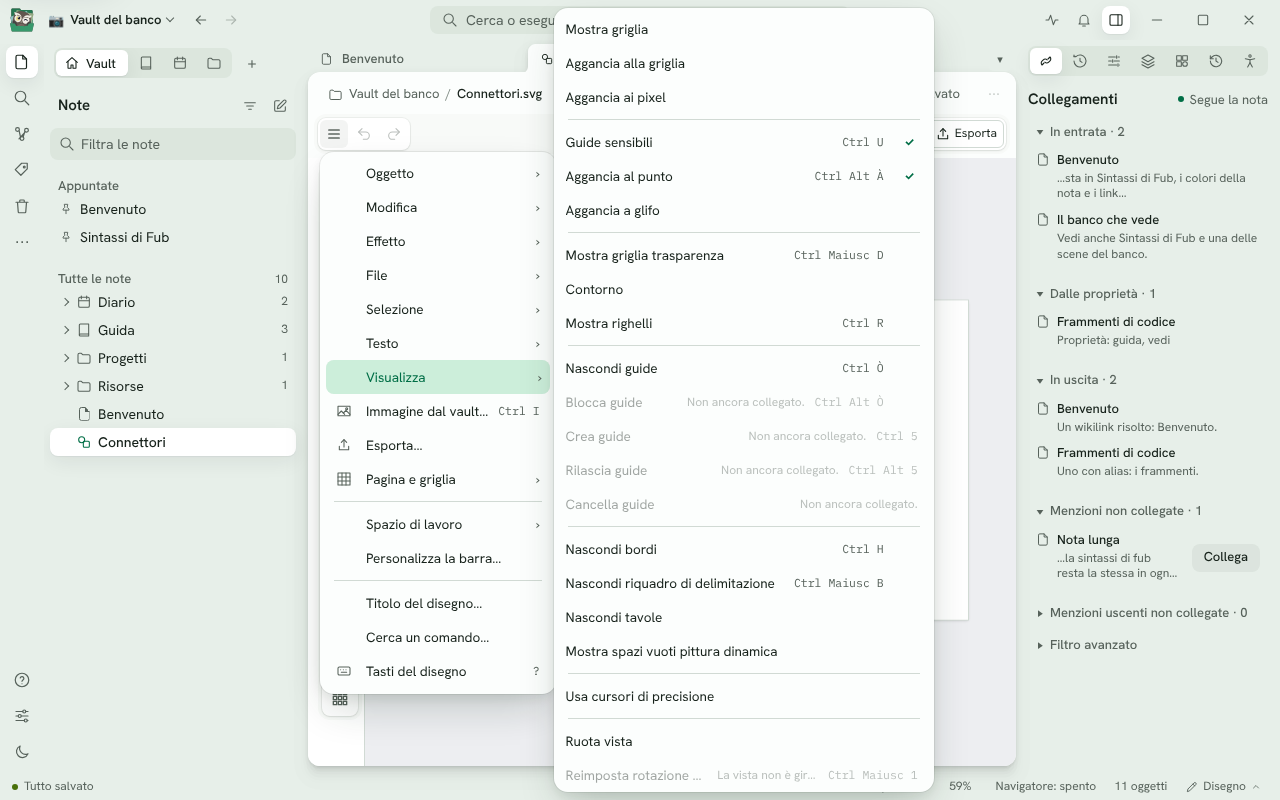 Vault del banco
Cerca o esegu
Vault
Note
Filtra le note
Appuntate
Benvenuto
Sintassi di Fub
Tutte le note 10
Diario 2
Guida 3
Progetti 1
Risorse 1
Benvenuto
Connettori
Tutto salvato
Benvenuto
Vault del banco / Connettori.svg
vato
Esporta
Oggetto
Modifica
Effetto
File
Selezione
Testo
Visualizza
Immagine dal vault... Ctrl I
Esporta...
Pagina e griglia
Spazio di lavoro
Personalizza la barra...
Titolo del disegno...
Cerca un comando...
Tasti del disegno ?
Mostra griglia
Aggancia alla griglia
Aggancia ai pixel
Guide sensibili Ctrl U
Aggancia al punto Ctrl Alt À
Aggancia a glifo
Mostra griglia trasparenza Ctrl Maiusc D
Contorno
Mostra righelli Ctrl R
Nascondi guide Ctrl Ò
Blocca guide Non ancora collegato. Ctrl Alt Ò
Crea guide Non ancora collegato. Ctrl 5
Rilascia guide Non ancora collegato. Ctrl Alt 5
Cancella guide Non ancora collegato.
Nascondi bordi Ctrl H
Nascondi riquadro di delimitazione Ctrl Maiusc B
Nascondi tavole
Mostra spazi vuoti pittura dinamica
Usa cursori di precisione
Ruota vista
Reimposta rotazione ... La vista non è gir... Ctrl Maiusc 1
Collegamenti Segue la nota
In entrata · 2
Benvenuto
...sta in Sintassi di Fub, i colori della
nota e i link...
Il banco che vede
Vedi anche Sintassi di Fub e una delle
scene del banco.
Dalle proprietà · 1
Frammenti di codice
Proprietà: guida, vedi
In uscita · 2
Benvenuto
Un wikilink risolto: Benvenuto.
Frammenti di codice
Uno con alias: i frammenti.
Menzioni non collegate · 1
Nota lunga
...la sintassi di fub
resta la stessa in ogn...
Collega
Menzioni uscenti non collegate · 0
Filtro avanzato
59% Navigatore: spento 11 oggetti Disegno